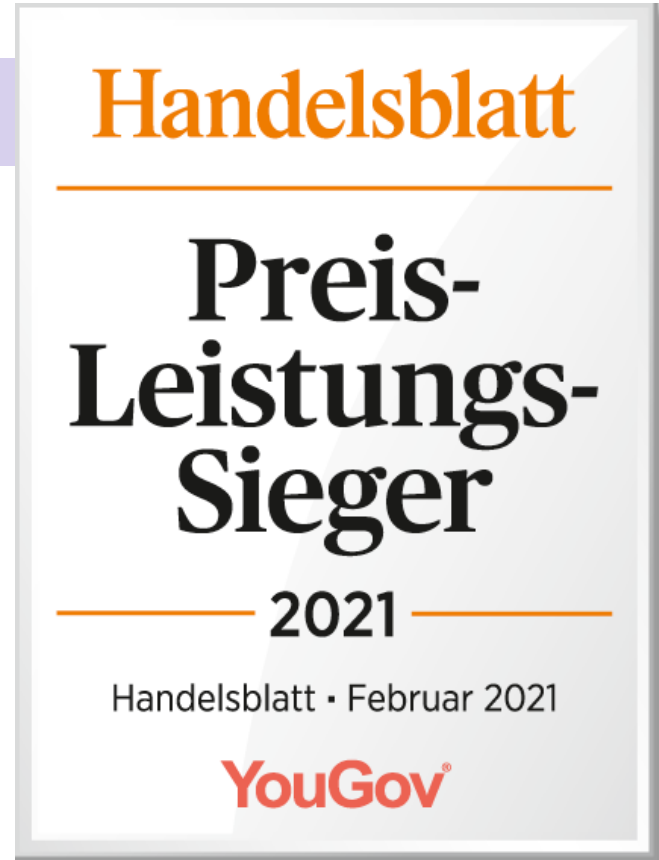 Handelsblatt
Preis-
Leistungs-
Sieger
2021
Handelsblatt · Februar 2021
YouGov®